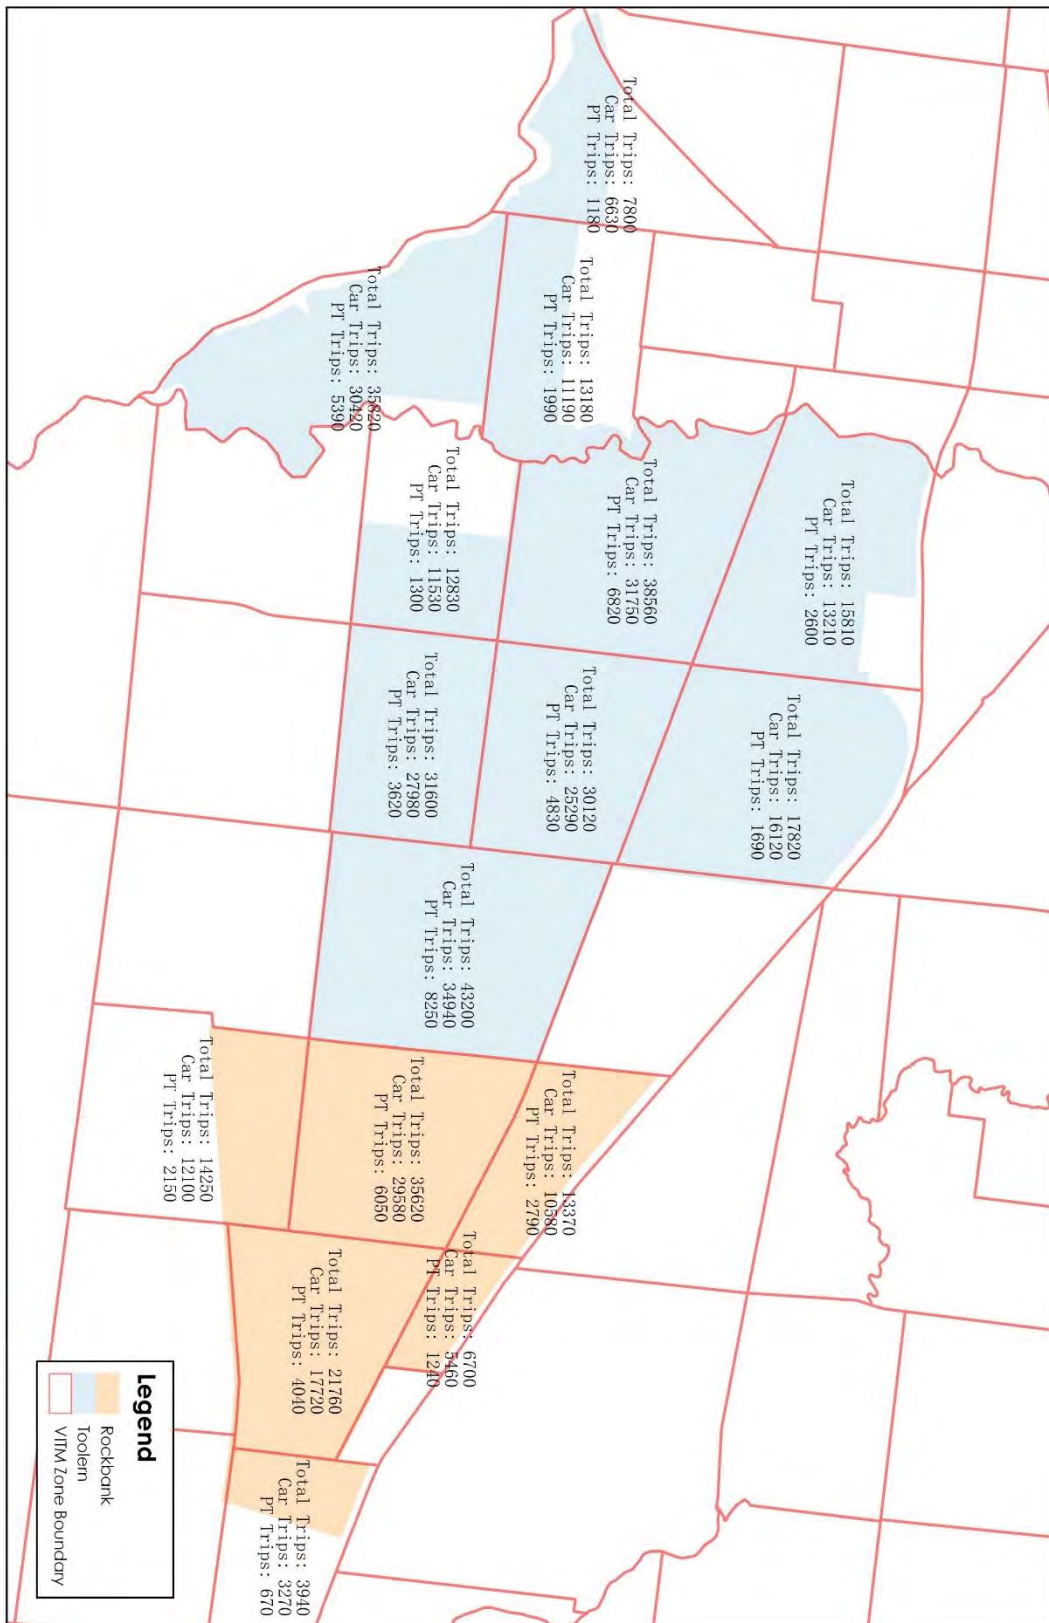 Total Trips: 7800
Car Trips: 6630
PT Trips: 1180
Total Trips: 13180
Car Trips: 11190
PT Trips: 1990
Total Trips: 35820
Car Trips: 30420
PT Trips: 5390
Total Trips: 15810
Car Trips: 13210
PT Trips: 2600
Total Trips: 38560
Car Trips: 31750
PT Trips: 6820
Total Trips: 12830
Car Trips: 11530
PT Trips: 1300
Total Trips: 17820
Car Trips: 16120
PT Trips: 1690
Total Trips: 30120
Car Trips: 25290
PT Trips: 4830
Total Trips: 31600
Car Trips: 27980
PT Trips: 3620
Total Trips: 43200
Car Trips: 34940
PT Trips: 8250
Total Trips: 13370
Car Trips: 10580
PT Trips: 2790
Total Trips: 35620
Car Trips: 29580
PT Trips: 6050
Total Trips: 14250
Car Trips: 12100
PT Trips: 2150
Total Trips: 6700
Car Trips: 5460
PT Trips: 1240
Total Trips: 21760
Car Trips: 17720
PT Trips: 4040
Total Trips: 3940
Car Trips: 3270
PT Trips: 670
Legend
Rockbank
Toolern
VITM Zone Boundary